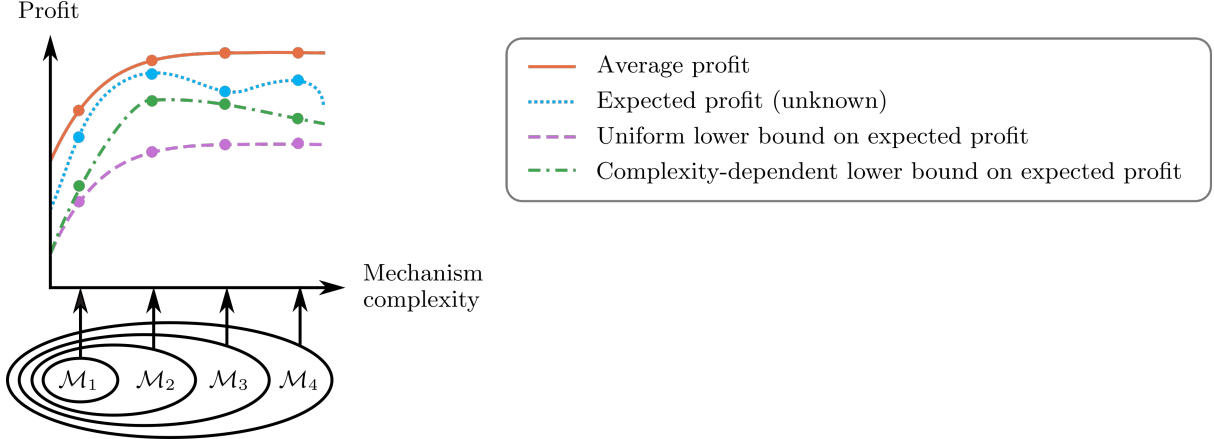 Profit
Average profit
Expected profit (unknown)
Uniform lower bound on expected profit
Complexity-dependent lower bound on expected profit
Mechanism
complexity
ℳ₁ ℳ₂ ℳ₃ ℳ₄